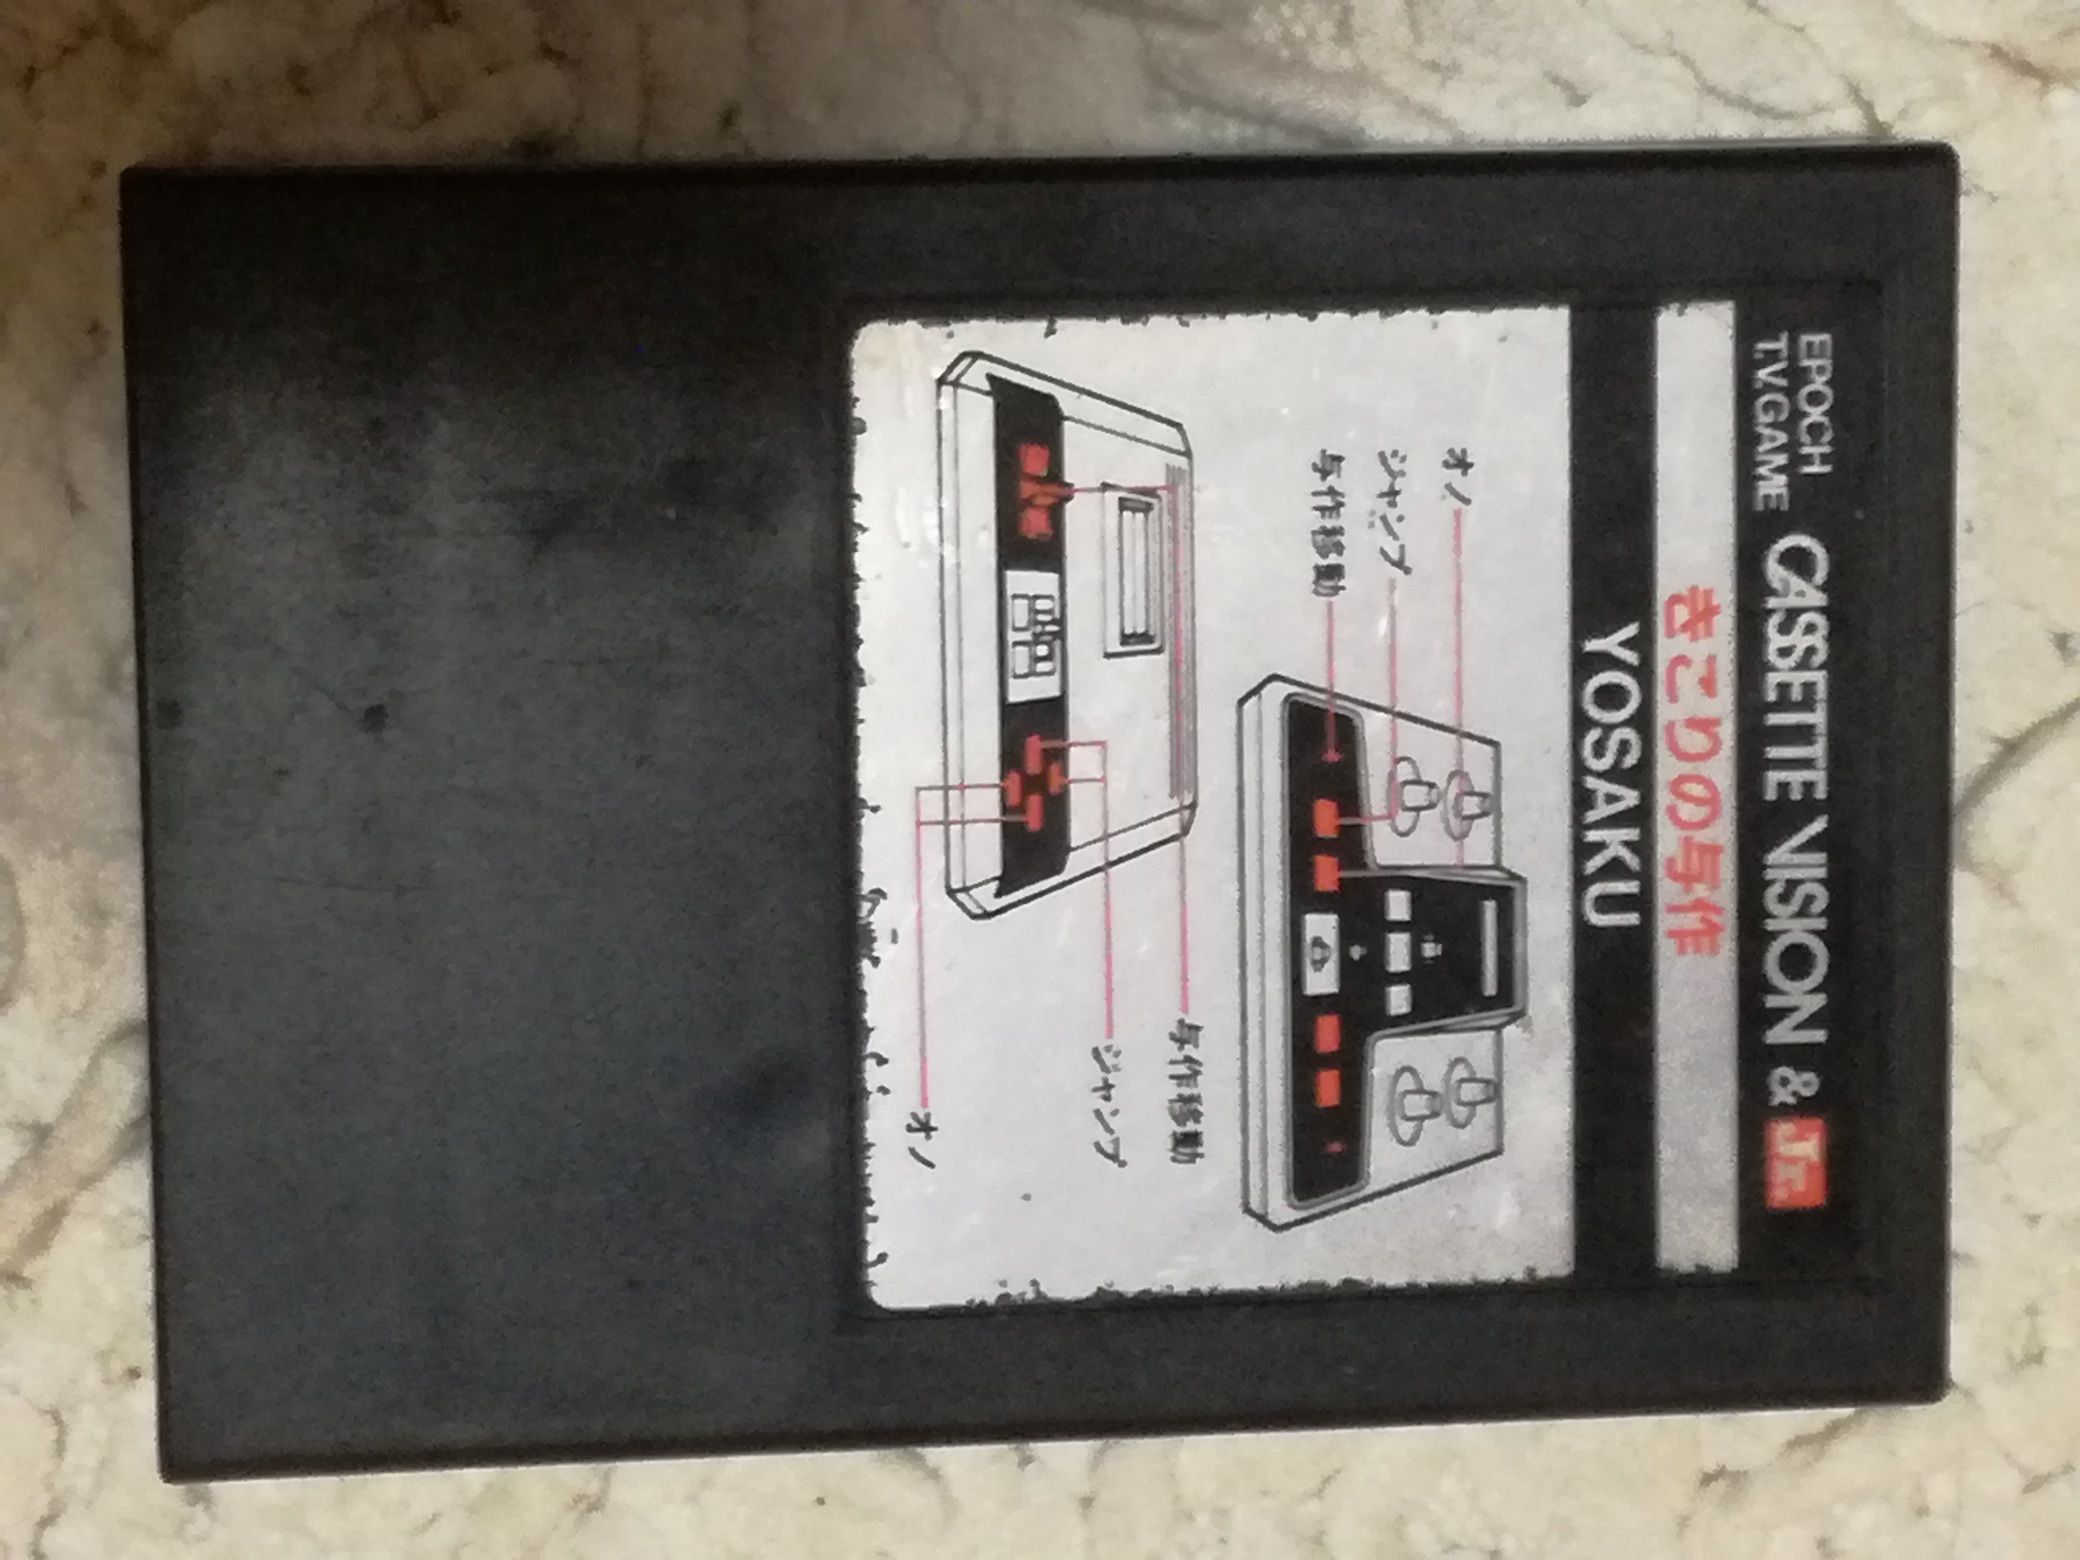 EPOCH
T.V.GAME
CASSETTE VISION & Jr.
きこりの与作
YOSAKU
オノ
ジャンプ
与作移動
与作移動
ジャンプ
オノ